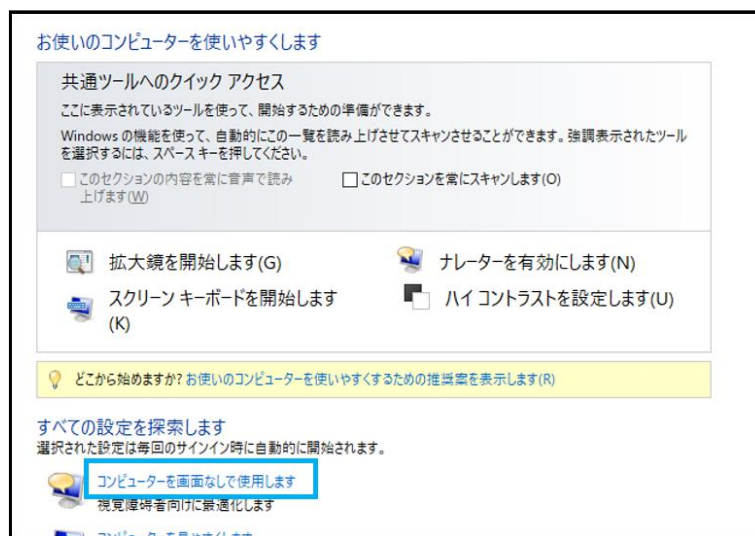 お使いのコンピューターを使いやすくします
共通ツールへのクイック アクセス
ここに表示されているツールを使って、開始するための準備ができます。
Windows の機能を使って、自動的にこの一覧を読み上げさせてスキャンさせることができます。強調表示されたツール
を選択するには、スペース キーを押してください。
このセクションの内容を常に音声で読み
上げます(W)
このセクションを常にスキャンします(O)
拡大鏡を開始します(G)
ナレーターを有効にします(N)
スクリーン キーボードを開始します
(K)
ハイ コントラストを設定します(U)
どこから始めますか? お使いのコンピューターを使いやすくするための推奨案を表示します(R)
すべての設定を探索します
選択された設定は毎回のサインイン時に自動的に開始されます。
コンピューターを画面なしで使用します
視覚障碍者向けに最適化します